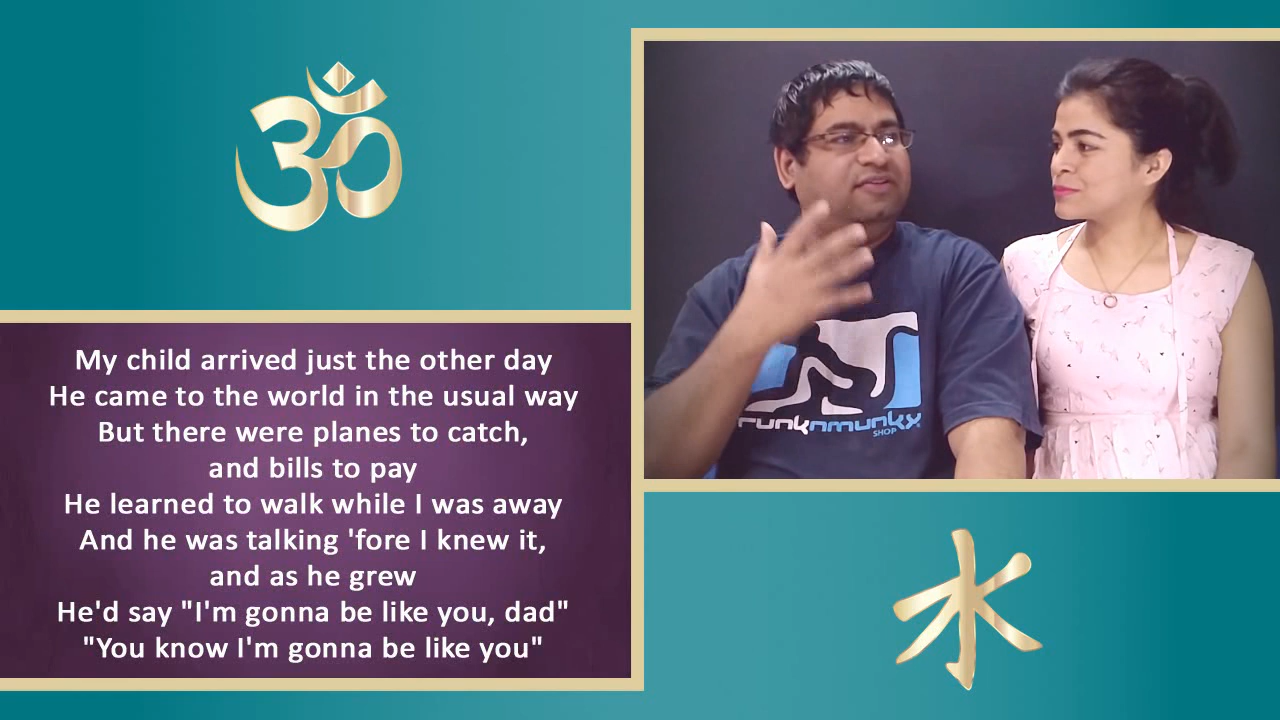 ॐ
My child arrived just the other day
He came to the world in the usual way
But there were planes to catch,
and bills to pay
He learned to walk while I was away
And he was talking 'fore I knew it,
and as he grew
He'd say "I'm gonna be like you, dad"
"You know I'm gonna be like you"
runknmunkx
SHOP
水